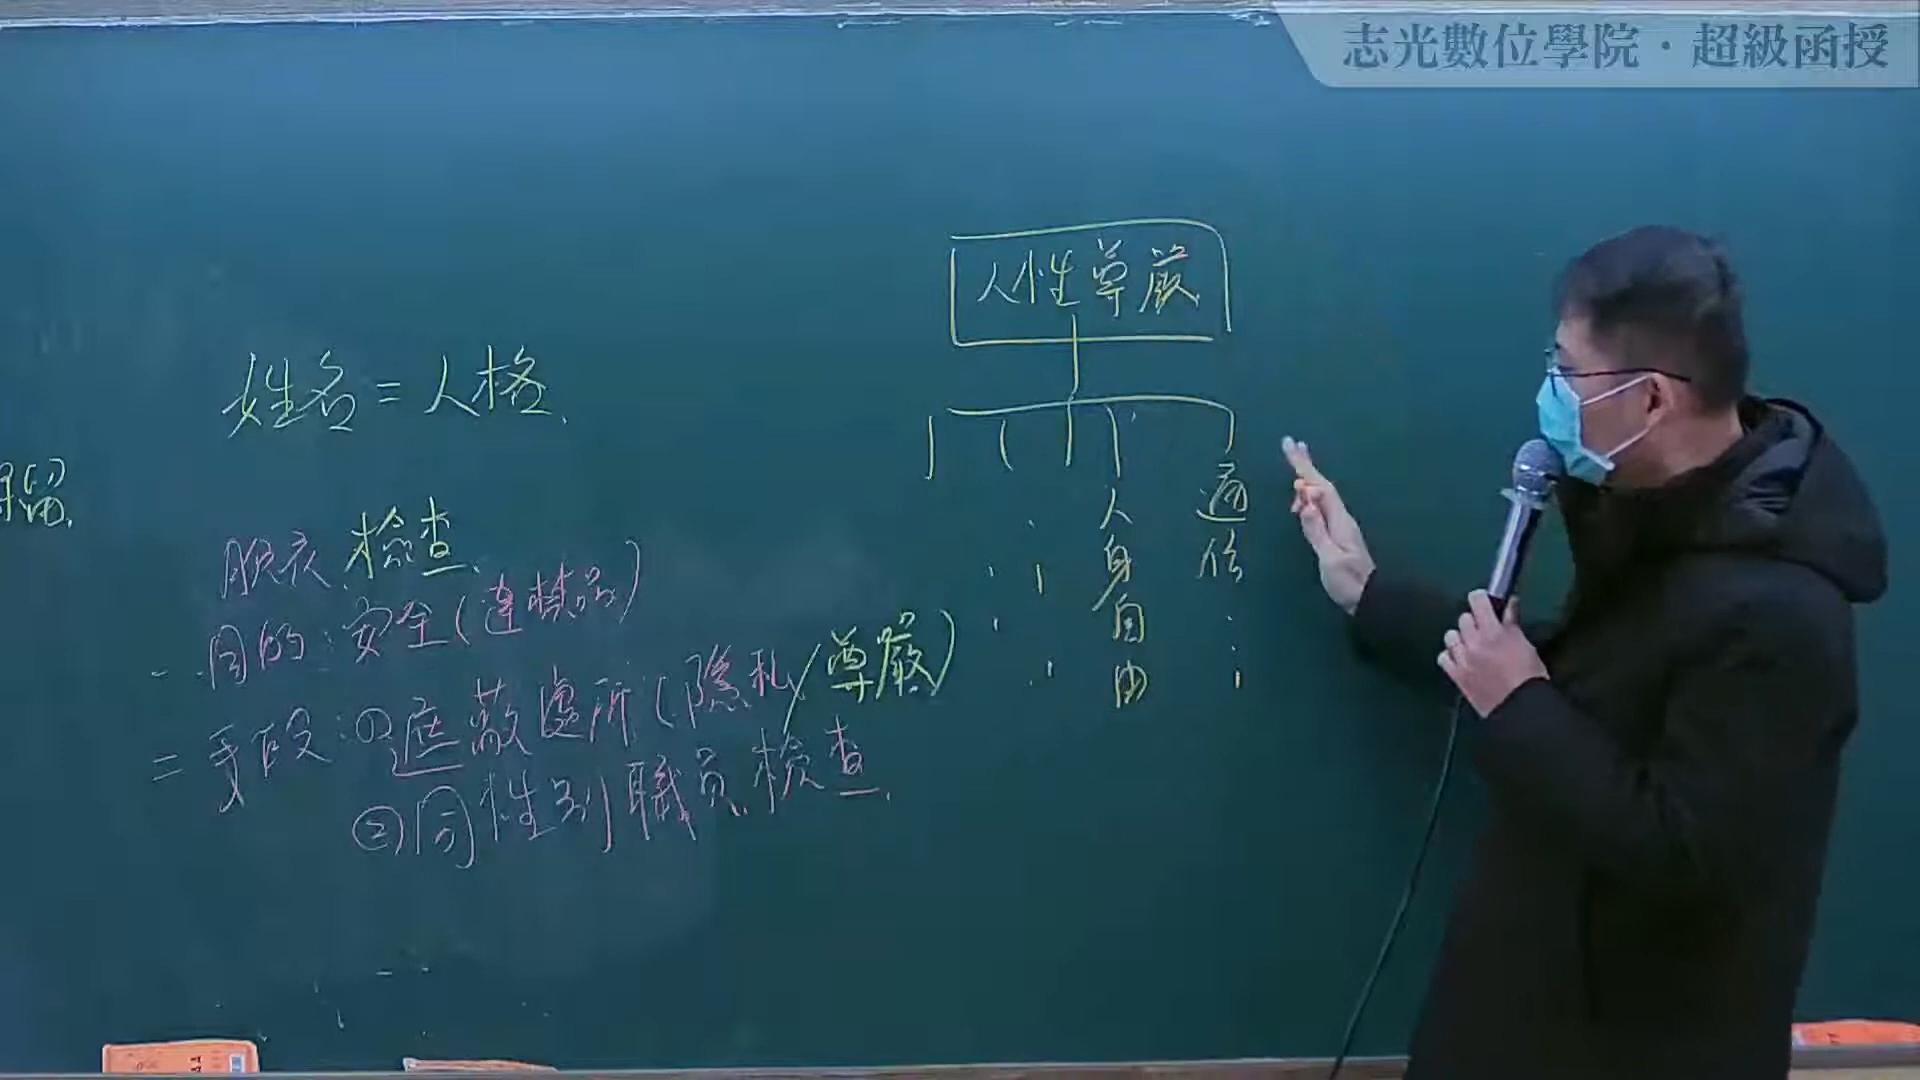 志光數位學院・超級函授
人性尊嚴
姓名=人格.
留.
脫衣檢查.
一.目的:安全(違禁品)
二手段:①遮蔽處所(隱私/尊嚴)
②同性別職員檢查.
人身自由
通信